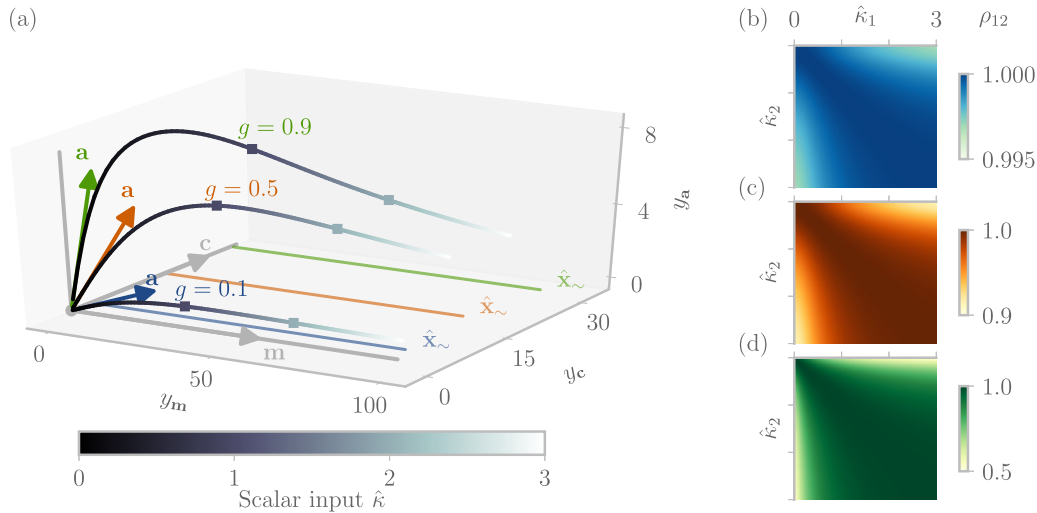 (a)
g = 0.9
g = 0.5
g = 0.1
a
a
a
c
m
x̂∼
x̂∼
x̂∼
y_a
8
4
0
y_c
30
15
0
y_m
0
50
100
0 1 2 3
Scalar input κ̂
(b)
0 κ̂₁ 3 ρ₁₂
κ̂₂
1.000
0.995
(c)
κ̂₂
1.0
0.9
(d)
κ̂₂
1.0
0.5